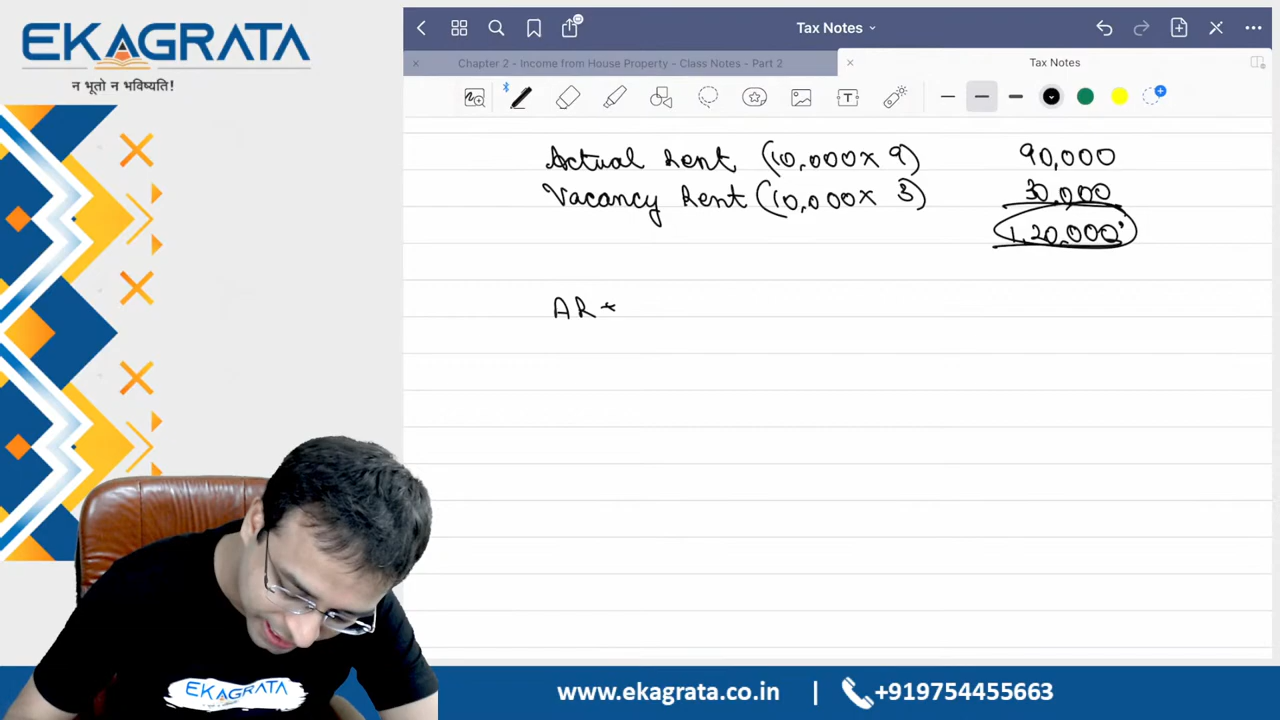 EKAGRATA
न भूतो न भविष्यति!
Tax Notes
Chapter 2 - Income from House Property - Class Notes - Part 2
Tax Notes
Actual Rent (10,000x 9) 90,000
Vacancy Rent (10,000x 3) 30,000
1,20,000
AR +
EKAGRATA
www.ekagrata.co.in | +919754455663